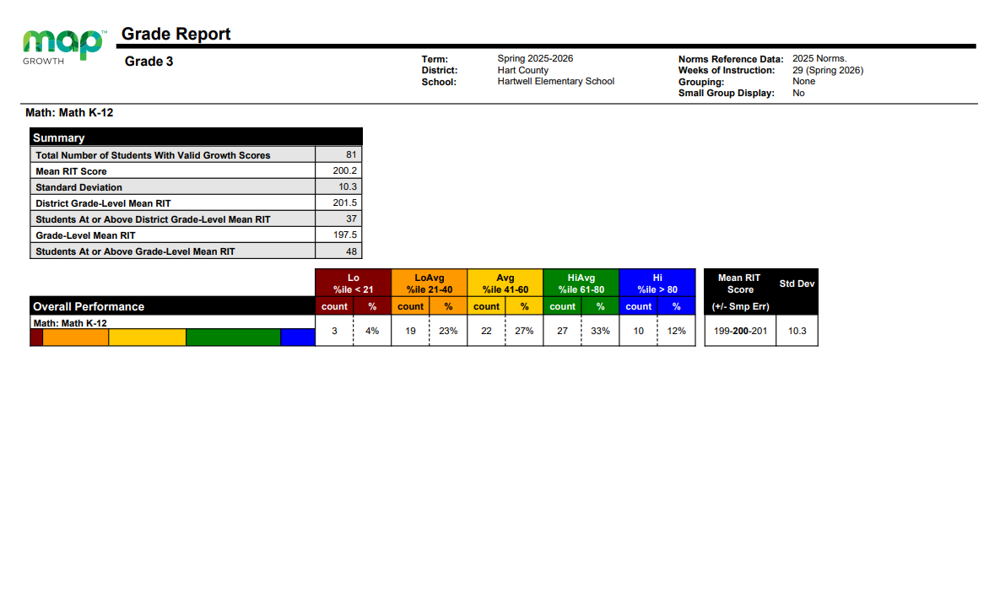 map™
GROWTH
Grade Report
Grade 3
Term: Spring 2025-2026
District: Hart County
School: Hartwell Elementary School
Norms Reference Data: 2025 Norms.
Weeks of Instruction: 29 (Spring 2026)
Grouping: None
Small Group Display: No
Math: Math K-12
Summary
Total Number of Students With Valid Growth Scores 81
Mean RIT Score 200.2
Standard Deviation 10.3
District Grade-Level Mean RIT 201.5
Students At or Above District Grade-Level Mean RIT 37
Grade-Level Mean RIT 197.5
Students At or Above Grade-Level Mean RIT 48
Lo LoAvg Avg HiAvg Hi Mean RIT Std Dev
%ile < 21 %ile 21-40 %ile 41-60 %ile 61-80 %ile > 80 Score
Overall Performance count % count % count % count % count % (+/- Smp Err)
Math: Math K-12
3 4% 19 23% 22 27% 27 33% 10 12% 199-200-201 10.3